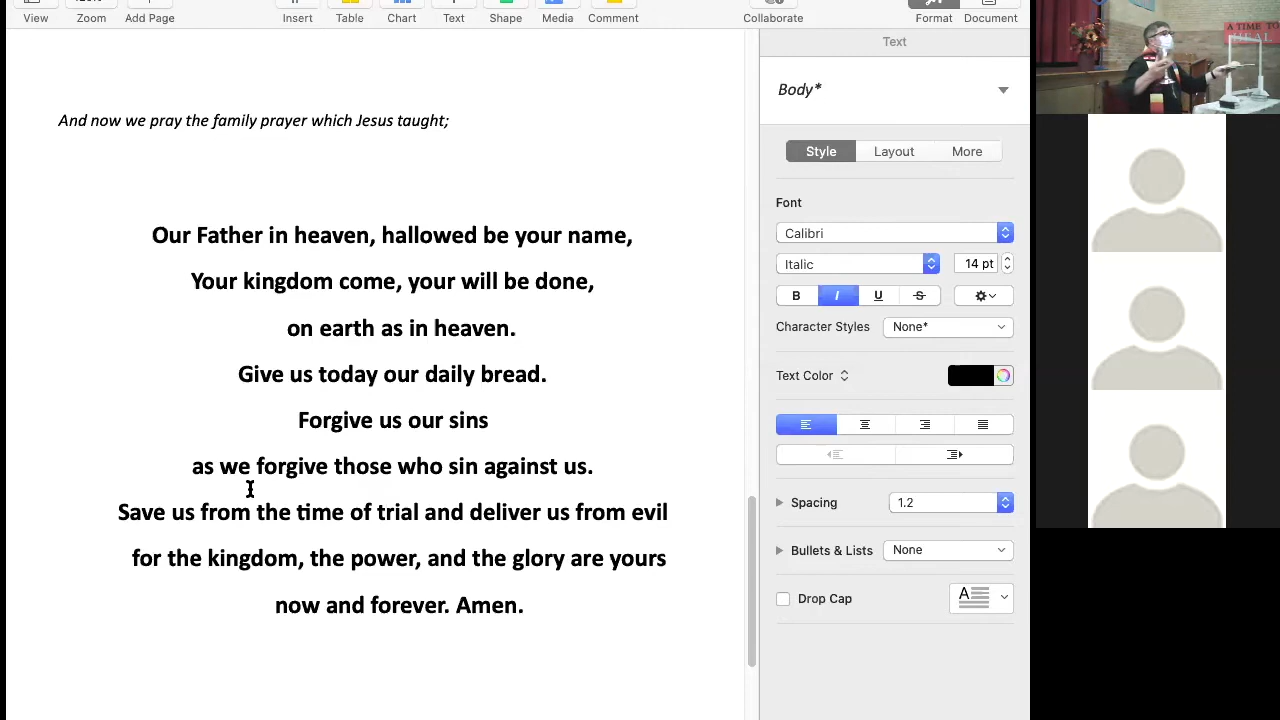 View
Zoom
Add Page
Insert
Table
Chart
Text
Shape
Media
Comment
Collaborate
Format
Document
And now we pray the family prayer which Jesus taught;
Our Father in heaven, hallowed be your name,
Your kingdom come, your will be done,
on earth as in heaven.
Give us today our daily bread.
Forgive us our sins
as we forgive those who sin against us.
Save us from the time of trial and deliver us from evil
for the kingdom, the power, and the glory are yours
now and forever. Amen.
Text
Body*
Style
Layout
More
Font
Calibri
Italic
14 pt
B
I
U
S
Character Styles
None*
Text Color
Spacing
1.2
Bullets & Lists
None
Drop Cap
A
A TIME TO
HEAL